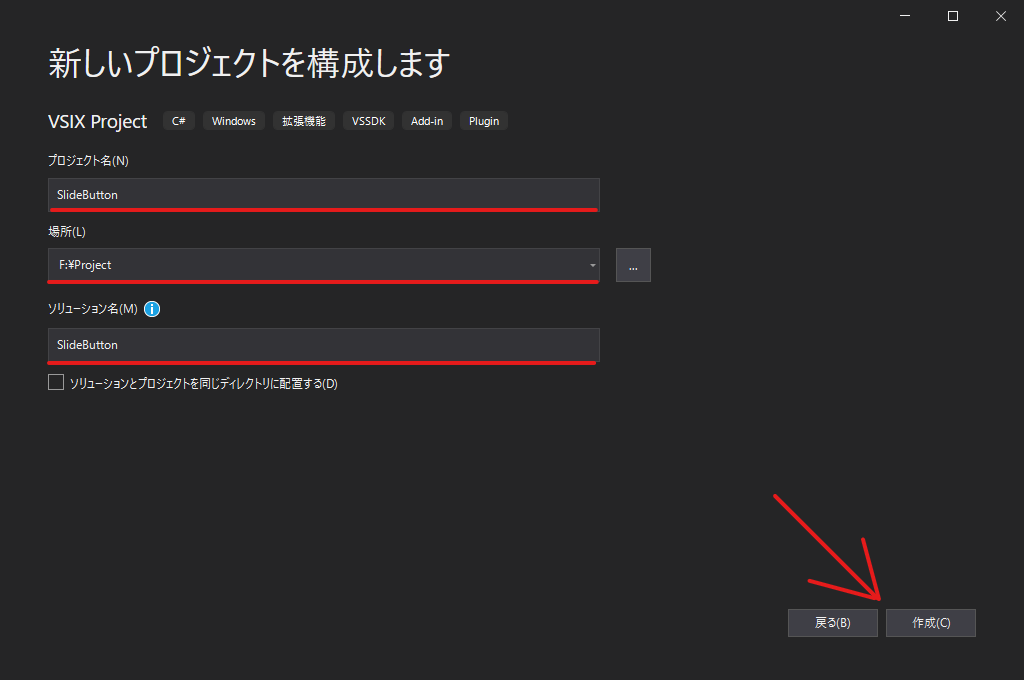 新しいプロジェクトを構成します
VSIX Project C# Windows 拡張機能 VSSDK Add-in Plugin
プロジェクト名(N)
SlideButton
場所(L)
F:¥Project
...
ソリューション名(M) i
SlideButton
ソリューションとプロジェクトを同じディレクトリに配置する(D)
戻る(B) 作成(C)